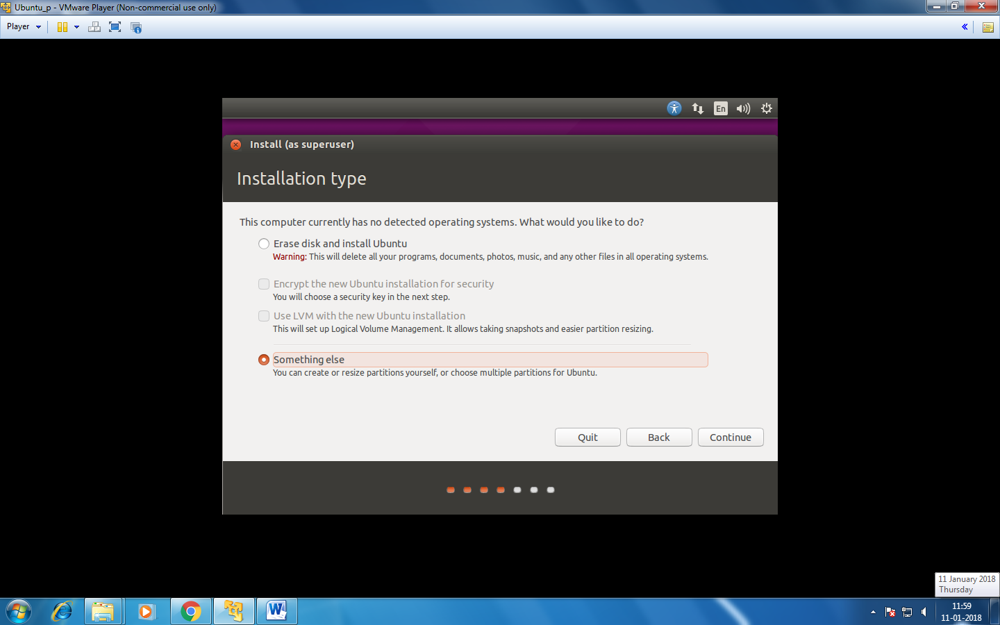 Ubuntu_p - VMware Player (Non-commercial use only)
Player
En
Install (as superuser)
Installation type
This computer currently has no detected operating systems. What would you like to do?
Erase disk and install Ubuntu
Warning: This will delete all your programs, documents, photos, music, and any other files in all operating systems.
Encrypt the new Ubuntu installation for security
You will choose a security key in the next step.
Use LVM with the new Ubuntu installation
This will set up Logical Volume Management. It allows taking snapshots and easier partition resizing.
Something else
You can create or resize partitions yourself, or choose multiple partitions for Ubuntu.
Quit Back Continue
11 January 2018
Thursday
11:59
11-01-2018